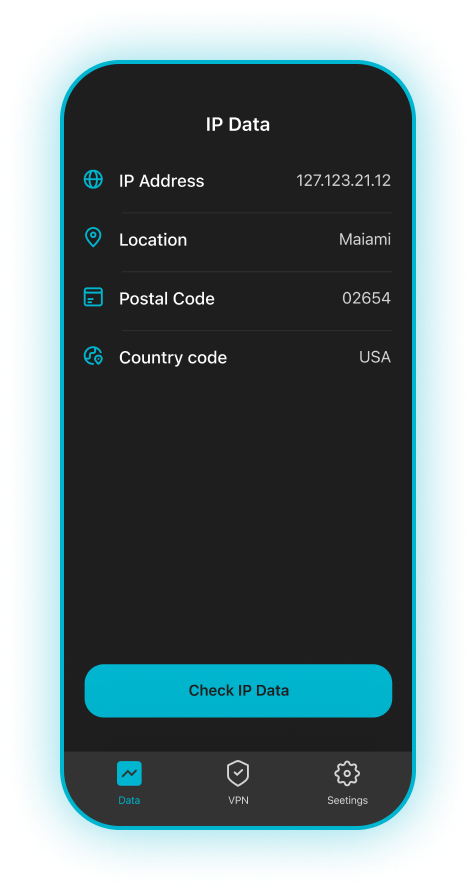 IP Data
IP Address 127.123.21.12
Location Maiami
Postal Code 02654
Country code USA
Check IP Data
Data VPN Seetings